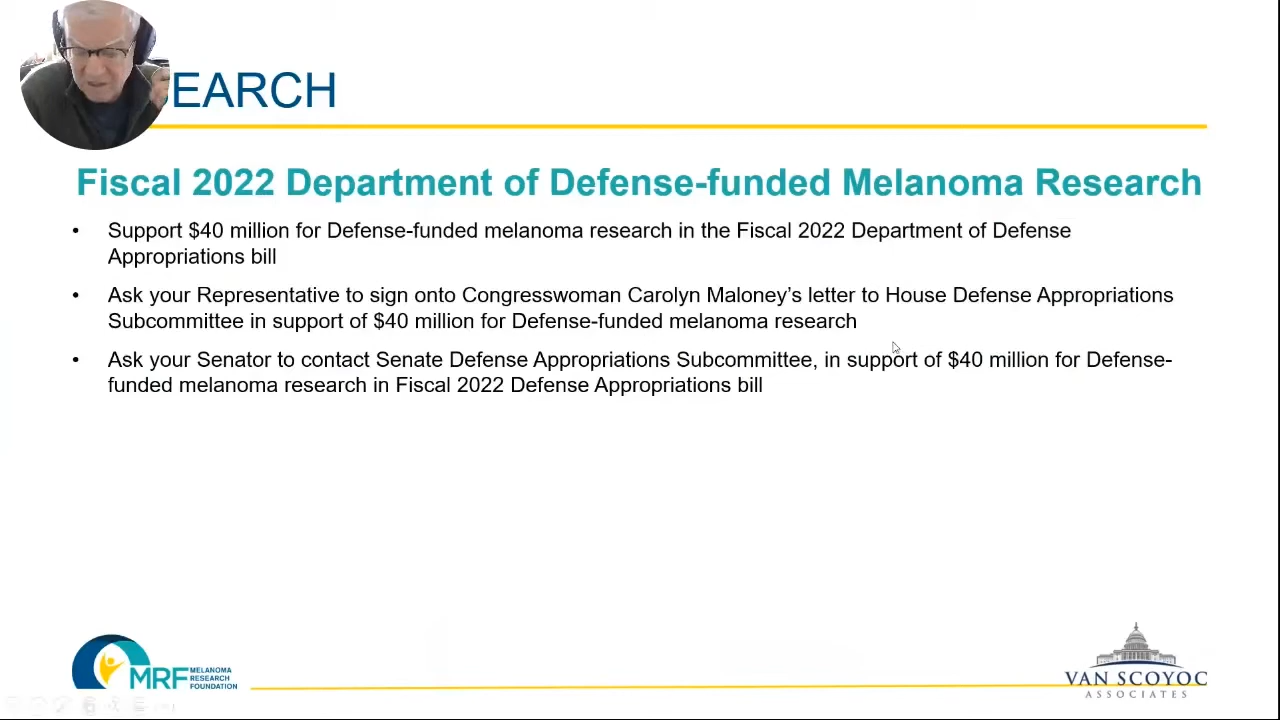 EARCH
Fiscal 2022 Department of Defense-funded Melanoma Research
• Support $40 million for Defense-funded melanoma research in the Fiscal 2022 Department of Defense
Appropriations bill
• Ask your Representative to sign onto Congresswoman Carolyn Maloney's letter to House Defense Appropriations
Subcommittee in support of $40 million for Defense-funded melanoma research
• Ask your Senator to contact Senate Defense Appropriations Subcommittee, in support of $40 million for Defense-
funded melanoma research in Fiscal 2022 Defense Appropriations bill
MRF MELANOMA
RESEARCH
FOUNDATION
VAN SCOYOC
ASSOCIATES